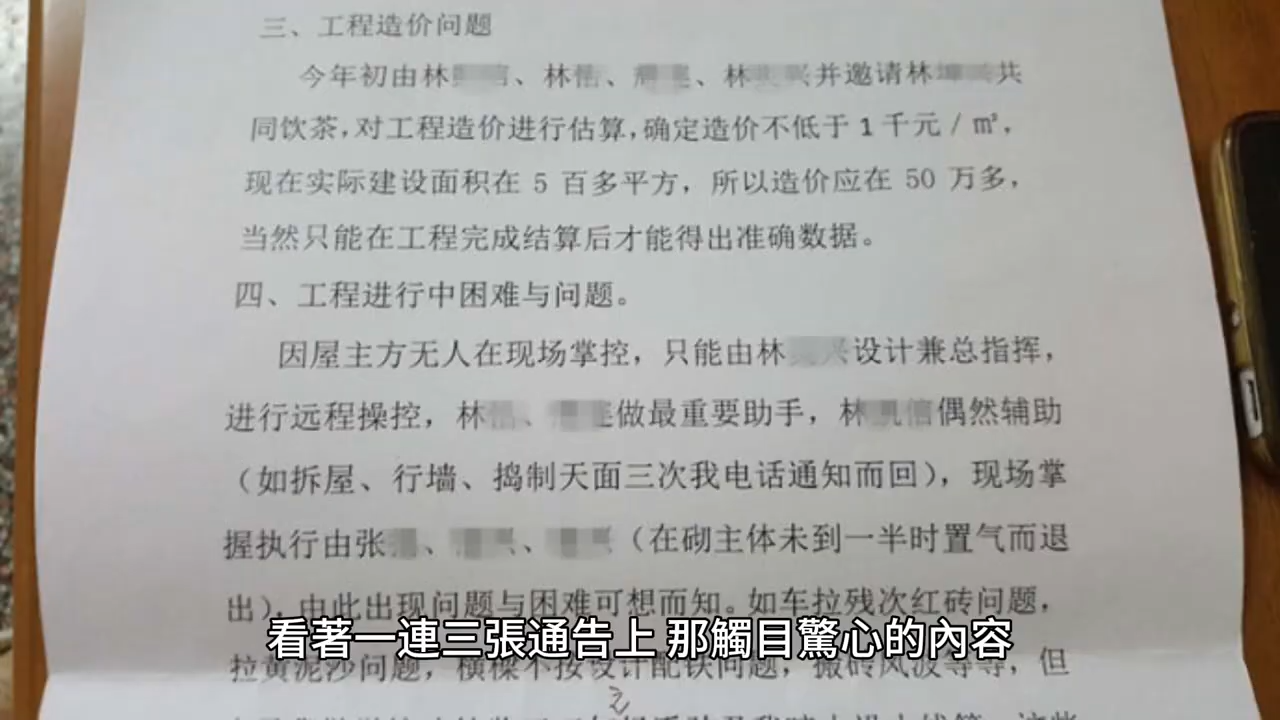 三、工程造价问题
今年初由林、林、、林兴并邀请林共
同饮茶,对工程造价进行估算,确定造价不低于1千元/㎡,
现在实际建设面积在5百多平方,所以造价应在50万多,
当然只能在工程完成结算后才能得出准确数据。
四、工程进行中困难与问题。
因屋主方无人在现场掌控,只能由林兴设计兼总指挥,
进行远程操控,林、做最重要助手,林信偶然辅助
(如拆屋、行墙、捣制天面三次我电话通知而回),现场掌
握执行由张、、(在砌主体未到一半时置气而退
出),由此出现问题与困难可想而知。如车拉残次红砖问题,
看著一連三張通告上 那觸目驚心的內容
拉黄泥沙问题,横樑不按设计配铁问题,搬砖风波等等,但